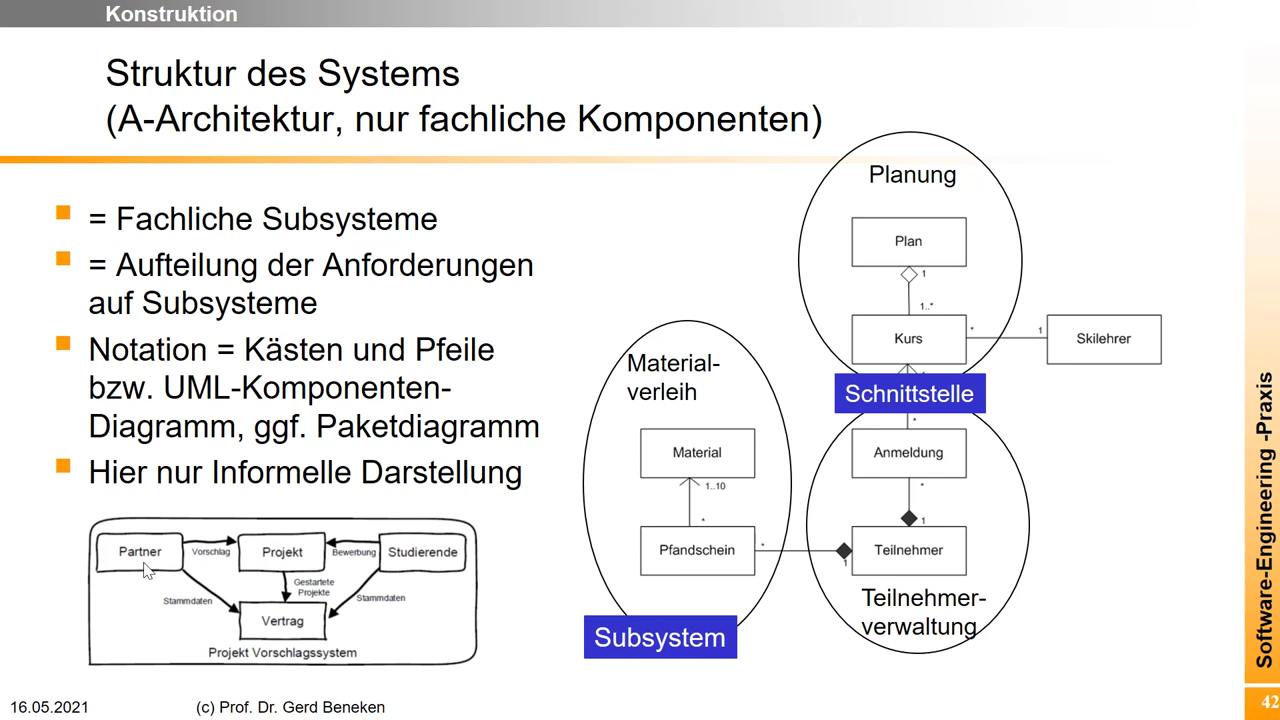 Konstruktion
Struktur des Systems
(A-Architektur, nur fachliche Komponenten)
= Fachliche Subsysteme
= Aufteilung der Anforderungen
auf Subsysteme
Notation = Kästen und Pfeile
bzw. UML-Komponenten-
Diagramm, ggf. Paketdiagramm
Hier nur Informelle Darstellung
Partner
Vorschlag
Projekt
Bewerbung
Studierende
Stammdaten
Gestartete
Projekte
Stammdaten
Vertrag
Projekt Vorschlagssystem
Planung
Plan
1
1..*
Kurs
*
1
Skilehrer
Schnittstelle
*
Anmeldung
*
1
Teilnehmer
Teilnehmer-
verwaltung
Material-
verleih
Material
1..10
*
Pfandschein
*
1
Subsystem
Software-Engineering -Praxis
16.05.2021
(c) Prof. Dr. Gerd Beneken
42